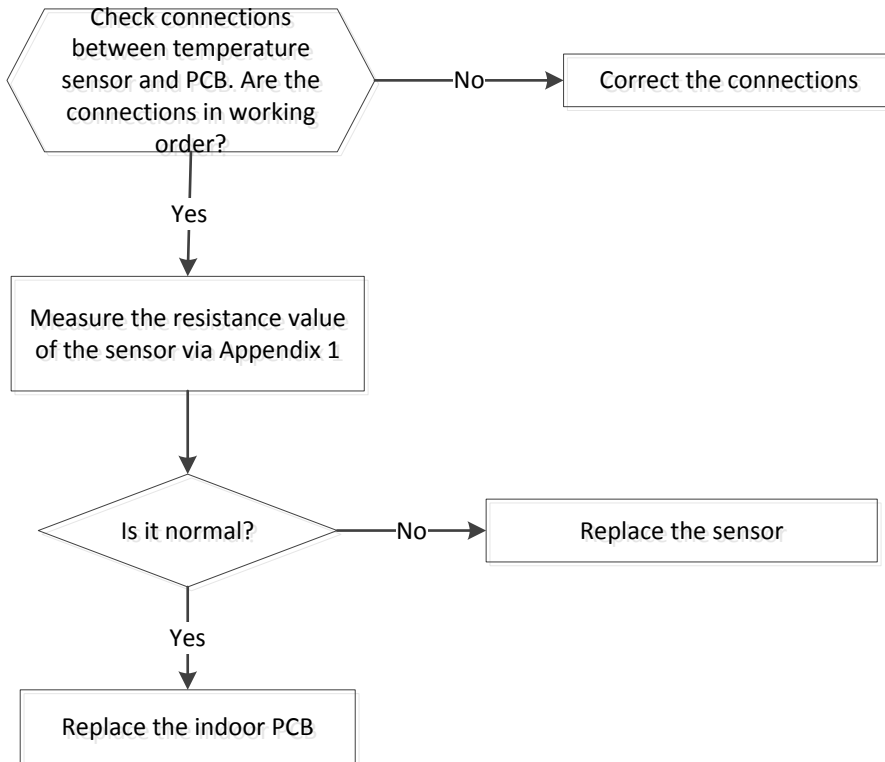 Check connections
between temperature
sensor and PCB. Are the
connections in working
order?
No
Correct the connections
Yes
Measure the resistance value
of the sensor via Appendix 1
Is it normal?
No
Replace the sensor
Yes
Replace the indoor PCB